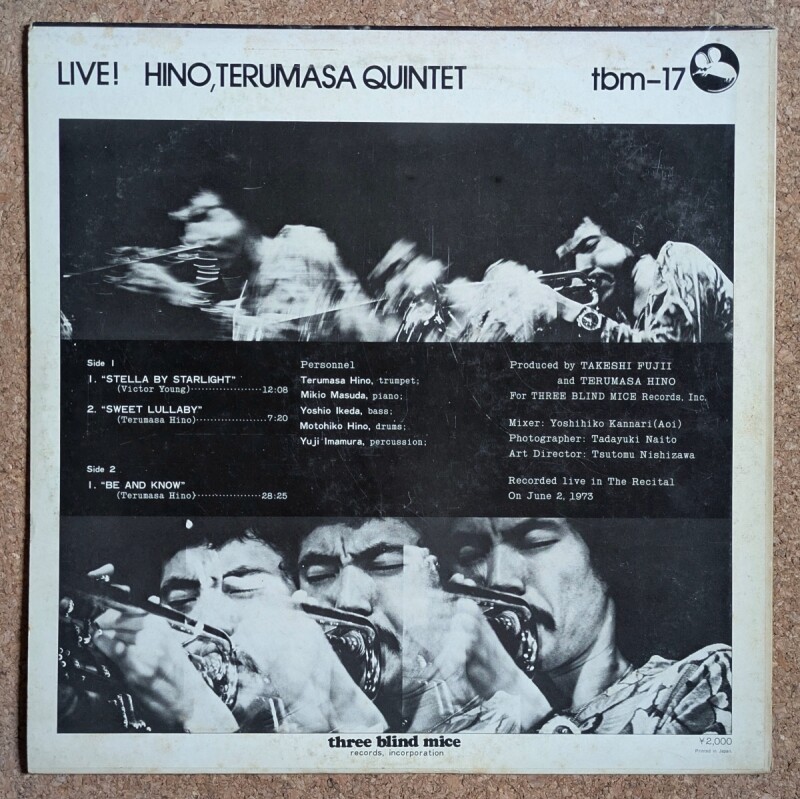 LIVE! HINO,TERUMASA QUINTET
tbm-17
Side 1
1. "STELLA BY STARLIGHT"
(Victor Young)····················12:08
2. "SWEET LULLABY"
(Terumasa Hino)····················7:20
Side 2
1. "BE AND KNOW"
(Terumasa Hino)··················28:25
Personnel
Terumasa Hino, trumpet;
Mikio Masuda, piano;
Yoshio Ikeda, bass;
Motohiko Hino, drums;
Yuji Imamura, percussion;
Produced by TAKESHI FUJII
and TERUMASA HINO
For THREE BLIND MICE Records, Inc.
Mixer: Yoshihiko Kannari(Aoi)
Photographer: Tadayuki Naito
Art Director: Tsutomu Nishizawa
Recorded live in The Recital
On June 2, 1973
three blind mice
records, incorporation
¥2,000
Printed in Japan